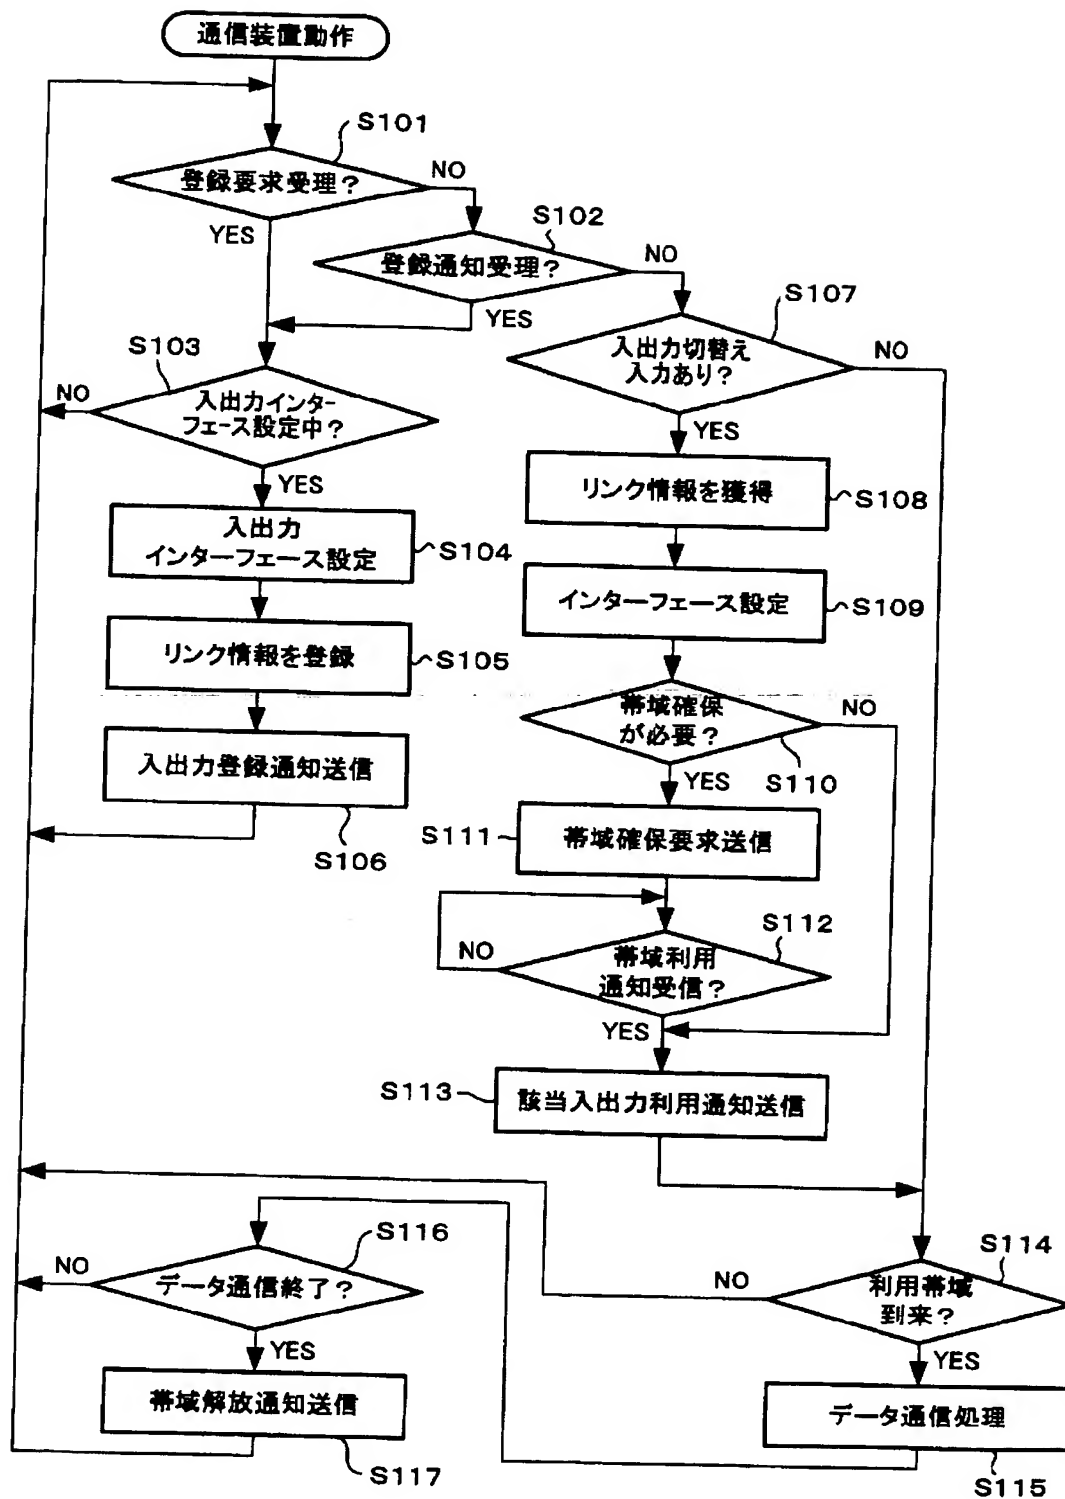 通信装置動作
S101
登録要求受理?
NO
YES
S102
登録通知受理?
NO
YES
S103
入出力インター
フェース設定中?
NO
YES
入出力
インターフェース設定
S104
リンク情報を登録
S105
入出力登録通知送信
S106
S107
入出力切替え
入力あり?
NO
YES
リンク情報を獲得
S108
インターフェース設定
S109
帯域確保
が必要?
NO
YES
S110
S111
帯域確保要求送信
S112
帯域利用
通知受信?
NO
YES
S113
該当入出力利用通知送信
S114
利用帯域
到来?
NO
YES
データ通信処理
S115
S116
データ通信終了?
NO
YES
帯域解放通知送信
S117